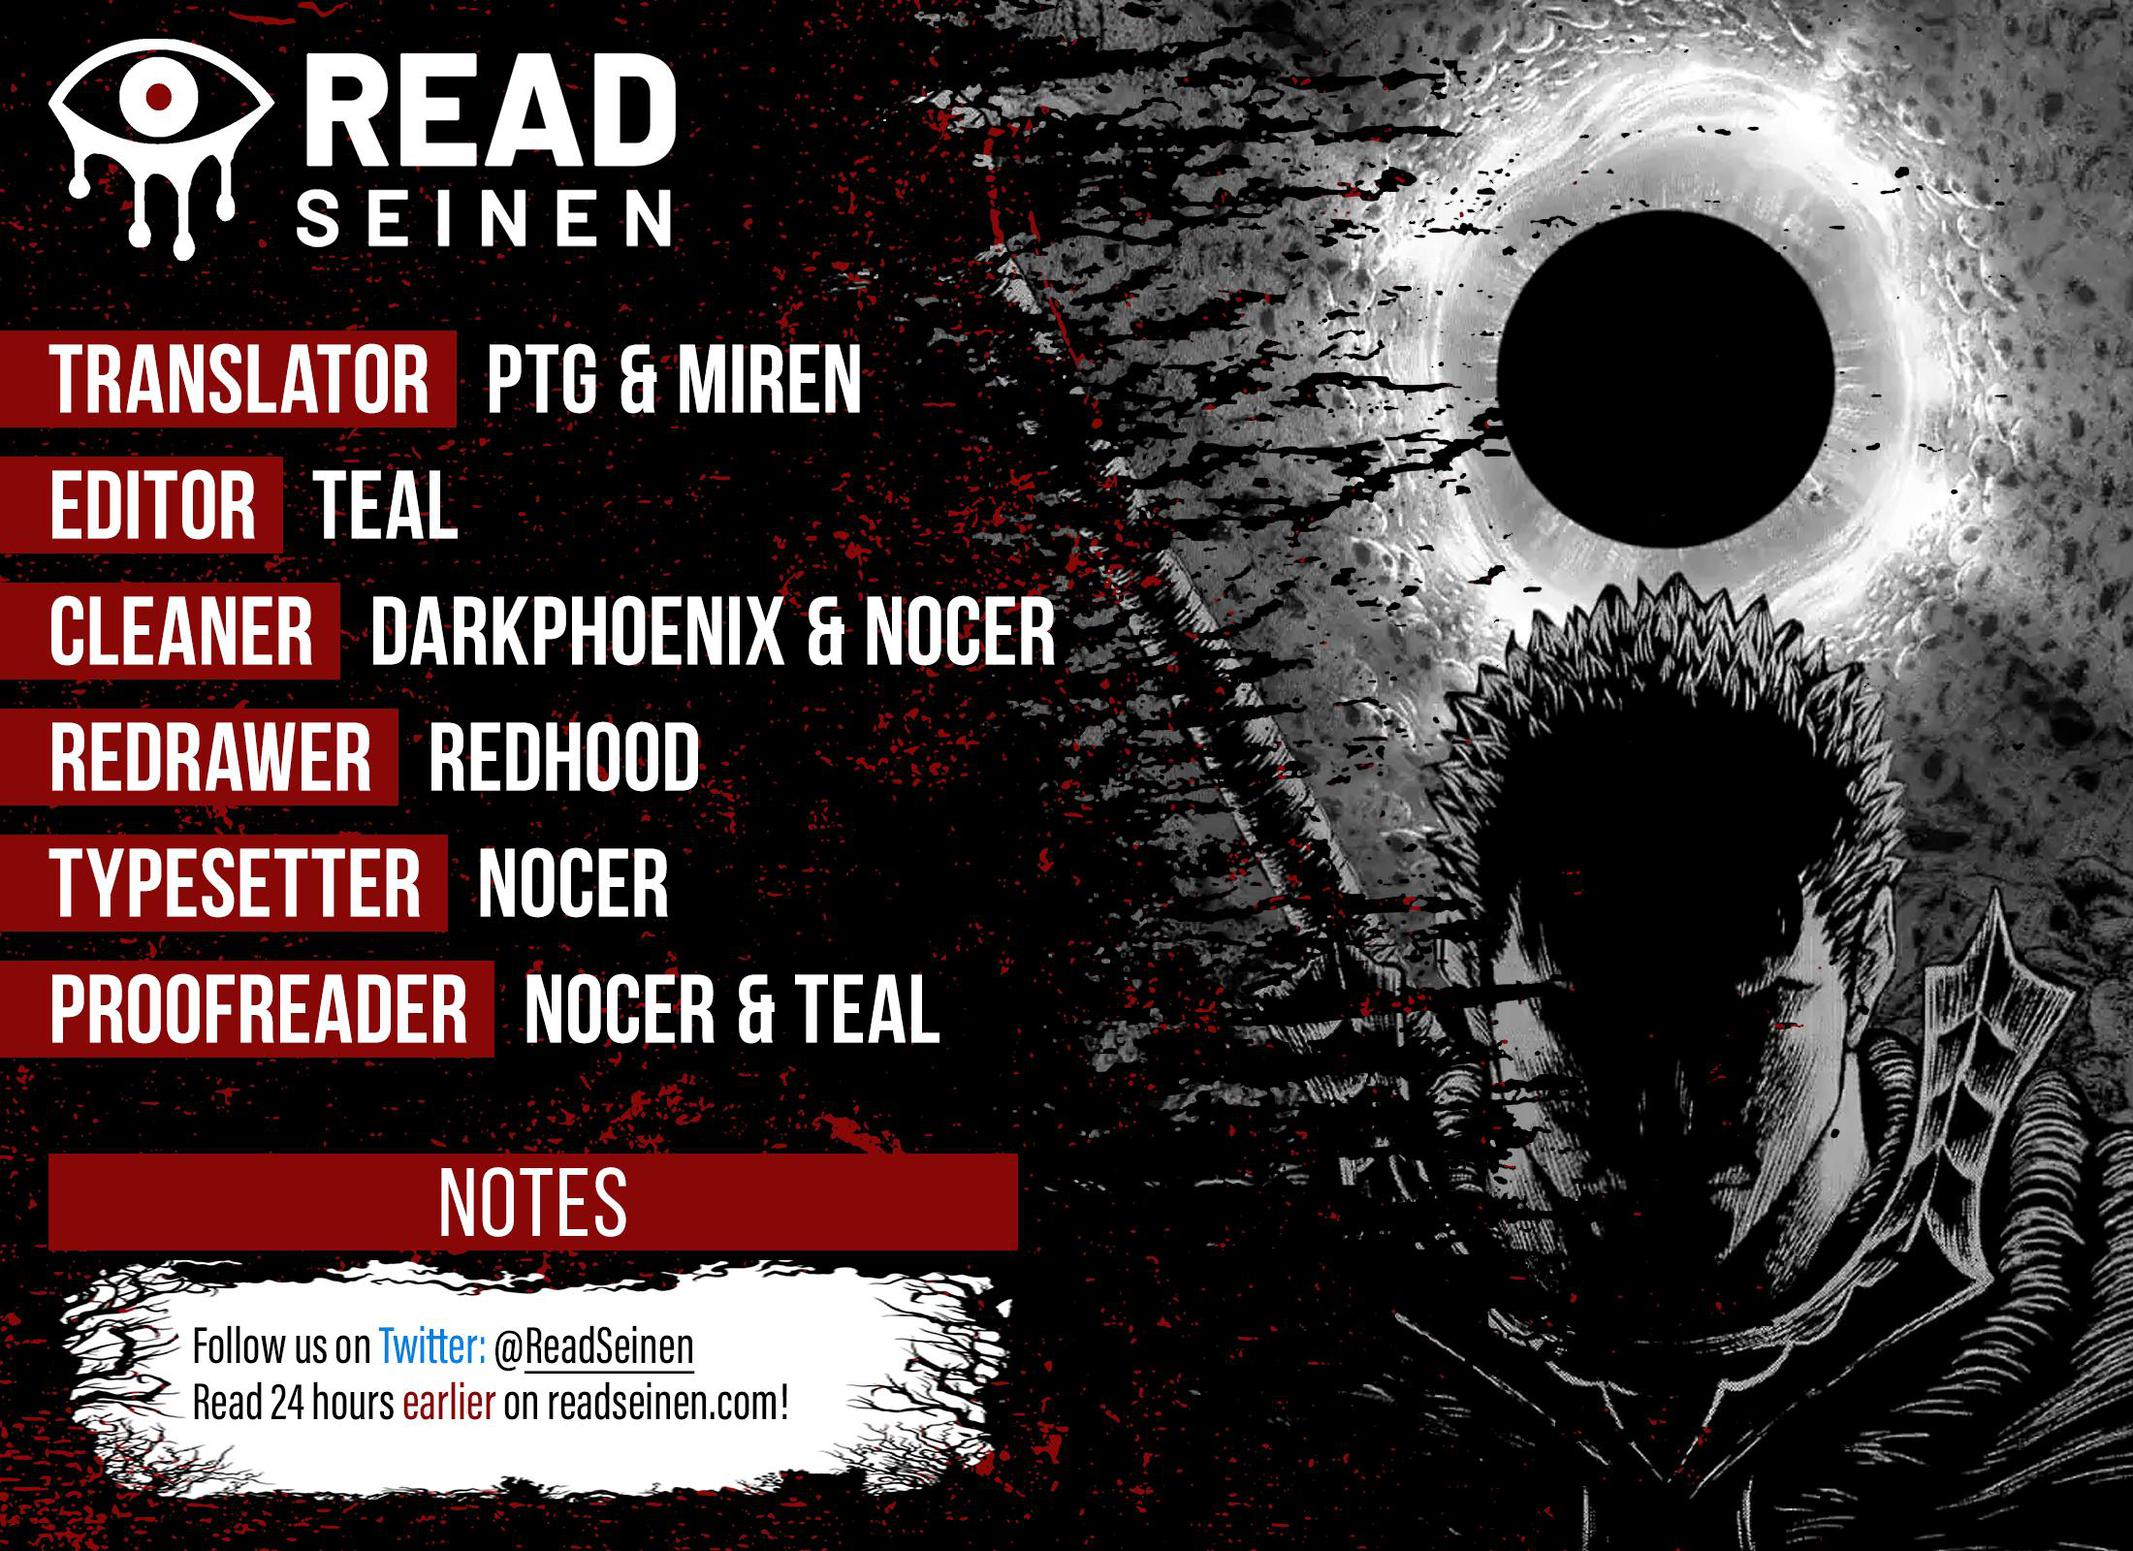 READ
SEINEN
TRANSLATOR PTG & MIREN
EDITOR TEAL
CLEANER DARKPHOENIX & NOCER
REDRAWER REDHOOD
TYPESETTER NOCER
PROOFREADER NOCER & TEAL
NOTES
Follow us on Twitter: @ReadSeinen
Read 24 hours earlier on readseinen.com!